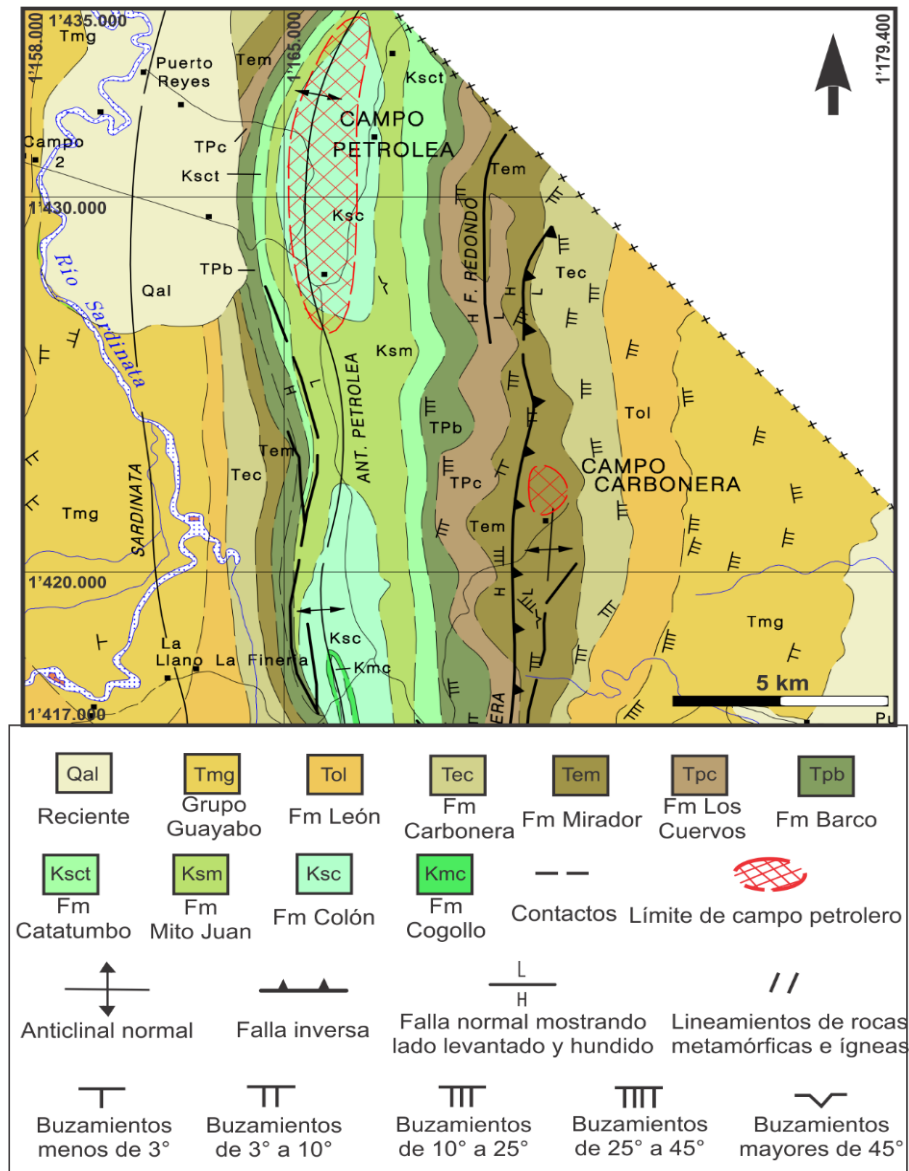 1'435.000
1'158.000
1'165.000
1'179.400
Tmg
Puerto
Reyes
Tem
Ksct
CAMPO
PETROLEA
Campo
2
TPc
Ksct
Ksc
Tem
1'430.000
F. REDONDO
TPb
Tec
Río Sardinata
Qal
H
L
H
L
H
L
Ksm
ANT. PETROLEA
Tol
TPb
Tem
Tec
CAMPO
CARBONERA
TPc
Tmg
SARDINATA
Tem
1'420.000
H
L
Tmg
La
Llano
La Fineria
Ksc
Kmc
5 km
1'417.000
ERA
Pu
Qal
Reciente
Tmg
Grupo
Guayabo
Tol
Fm León
Tec
Fm
Carbonera
Tem
Fm Mirador
Tpc
Fm Los
Cuervos
Tpb
Fm Barco
Ksct
Fm
Catatumbo
Ksm
Fm
Mito Juan
Ksc
Fm Colón
Kmc
Fm
Cogollo
Contactos
Límite de campo petrolero
Anticlinal normal
Falla inversa
L
H
Falla normal mostrando
lado levantado y hundido
Lineamientos de rocas
metamórficas e ígneas
Buzamientos
menos de 3°
Buzamientos
de 3° a 10°
Buzamientos
de 10° a 25°
Buzamientos
de 25° a 45°
Buzamientos
mayores de 45°